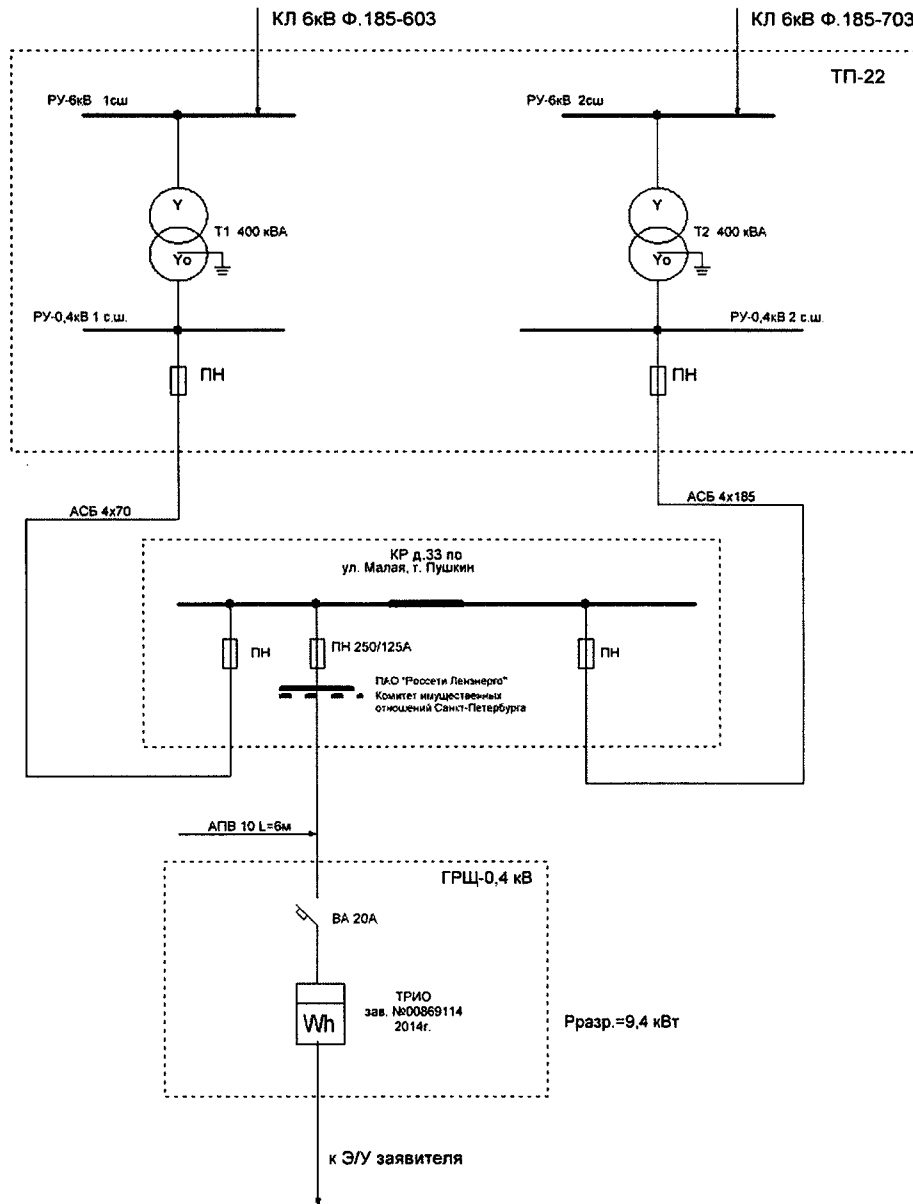 КЛ 6кВ Ф.185-603
КЛ 6кВ Ф.185-703
ТП-22
РУ-6кВ 1сш
РУ-6кВ 2сш
Y
Yo
Т1 400 кВА
Y
Yo
Т2 400 кВА
РУ-0,4кВ 1 с.ш.
РУ-0,4кВ 2 с.ш.
ПН
ПН
АСБ 4х70
АСБ 4х185
КР д.33 по
ул. Малая, г. Пушкин
ПН
ПН 250/125А
ПН
ПАО "Россети Ленэнерго"
Комитет имущественных
отношений Санкт-Петербурга
АПВ 10 L=6м
ГРЩ-0,4 кВ
ВА 20А
Wh
ТРИО
зав. №00869114
2014г.
Рразр.=9,4 кВт
к Э/У заявителя